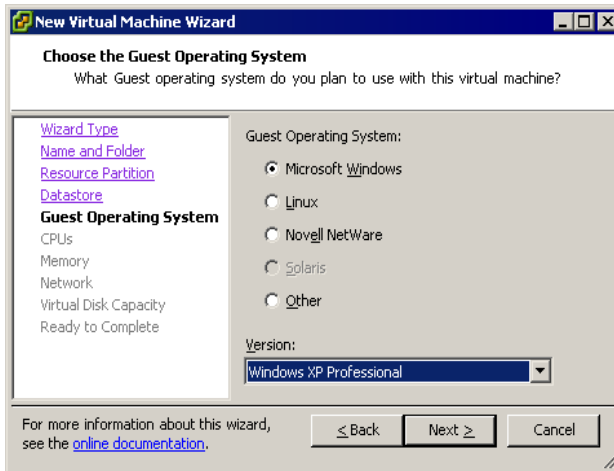 New Virtual Machine Wizard
Choose the Guest Operating System
What Guest operating system do you plan to use with this virtual machine?
Wizard Type
Name and Folder
Resource Partition
Datastore
Guest Operating System
CPUs
Memory
Network
Virtual Disk Capacity
Ready to Complete
Guest Operating System:
Microsoft Windows
Linux
Novell NetWare
Solaris
Other
Version:
Windows XP Professional
For more information about this wizard,
see the online documentation.
< Back
Next >
Cancel